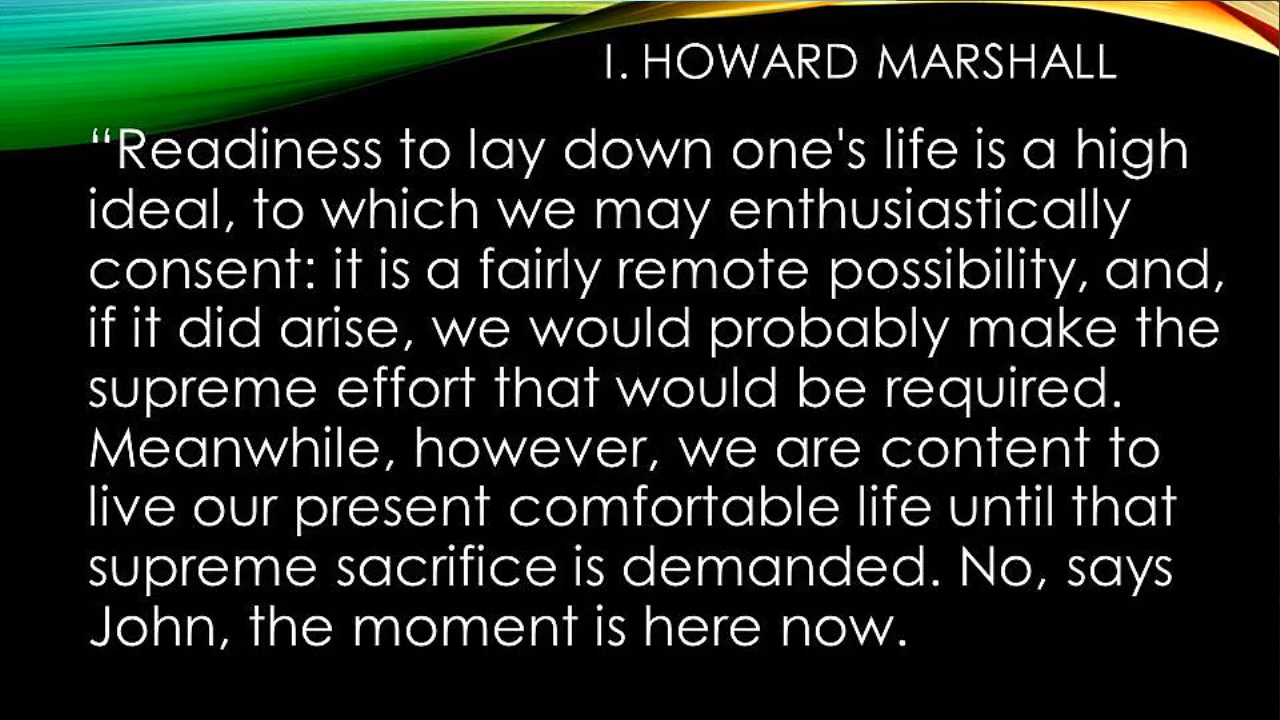 I. HOWARD MARSHALL
“Readiness to lay down one's life is a high
ideal, to which we may enthusiastically
consent: it is a fairly remote possibility, and,
if it did arise, we would probably make the
supreme effort that would be required.
Meanwhile, however, we are content to
live our present comfortable life until that
supreme sacrifice is demanded. No, says
John, the moment is here now.